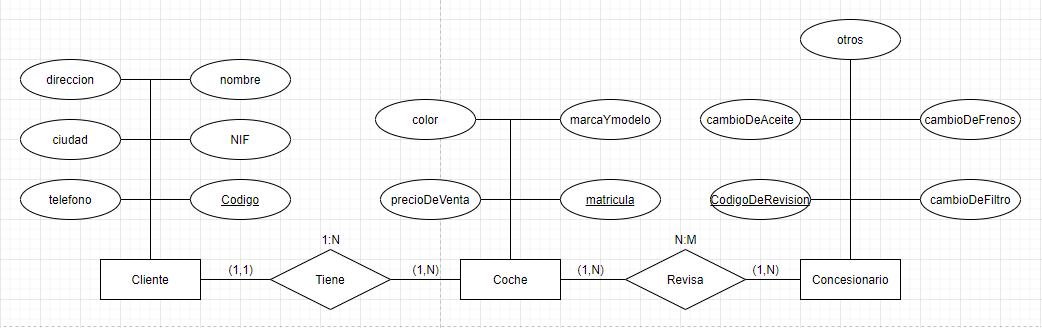 otros
direccion
nombre
color
marcaYmodelo
cambioDeAceite
cambioDeFrenos
ciudad
NIF
telefono
Codigo
precioDeVenta
matricula
CodigoDeRevision
cambioDeFiltro
1:N
N:M
Cliente
(1,1)
Tiene
(1,N)
Coche
(1,N)
Revisa
(1,N)
Concesionario